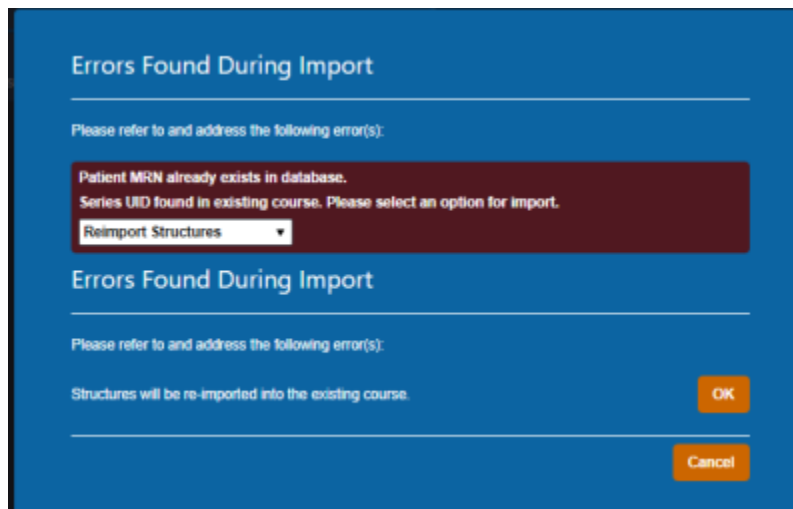 Errors Found During Import
Please refer to and address the following error(s):
Patient MRN already exists in database.
Series UID found in existing course. Please select an option for import.
Reimport Structures
Errors Found During Import
Please refer to and address the following error(s):
Structures will be re-imported into the existing course.
OK
Cancel